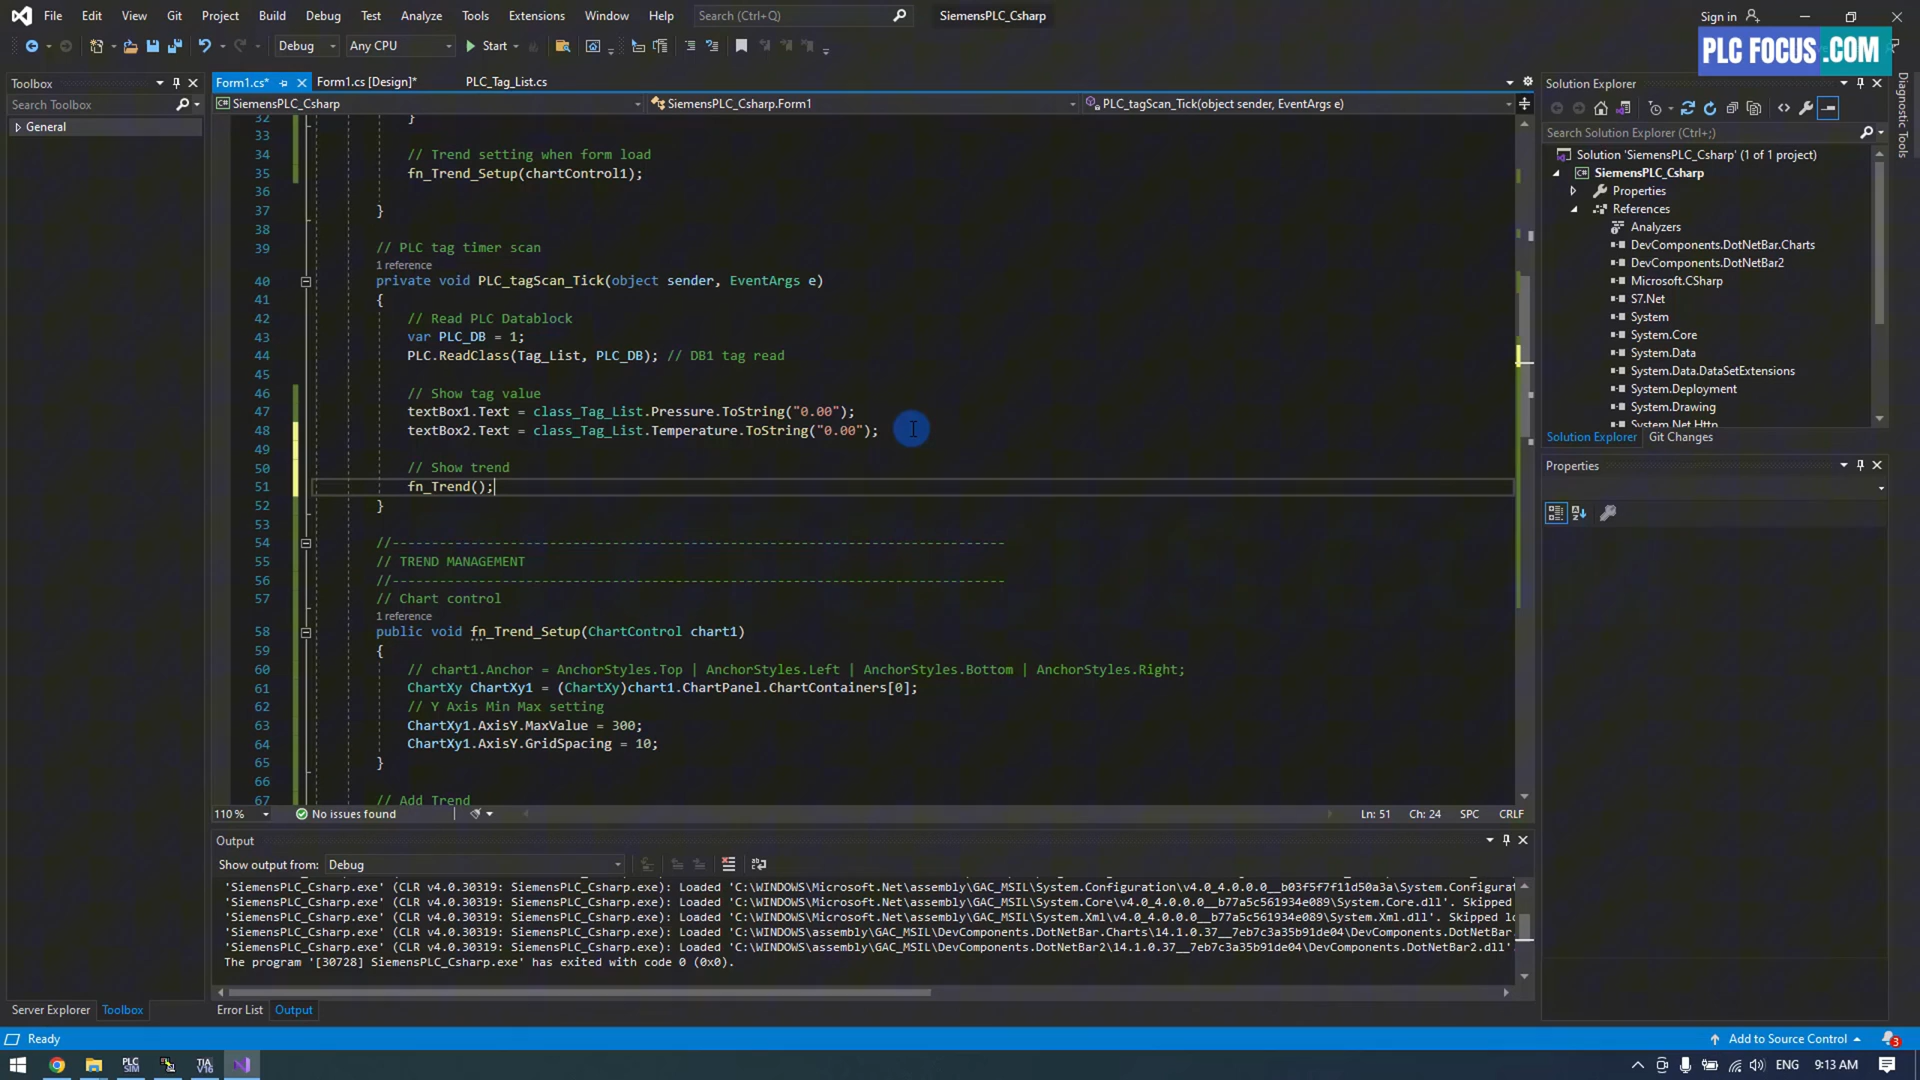 File Edit View Git Project Build Debug Test Analyze Tools Extensions Window Help Search (Ctrl+Q) SiemensPLC_Csharp Sign in
Debug Any CPU Start
PLC FOCUS.COM
Toolbox
Search Toolbox
General
Form1.cs* Form1.cs [Design]* PLC_Tag_List.cs
SiemensPLC_Csharp SiemensPLC_Csharp.Form1 PLC_tagScan_Tick(object sender, EventArgs e)
32 }
33
34 // Trend setting when form load
35 fn_Trend_Setup(chartControl1);
36
37 }
38
39 // PLC tag timer scan
1 reference
40 private void PLC_tagScan_Tick(object sender, EventArgs e)
41 {
42 // Read PLC Datablock
43 var PLC_DB = 1;
44 PLC.ReadClass(Tag_List, PLC_DB); // DB1 tag read
45
46 // Show tag value
47 textBox1.Text = class_Tag_List.Pressure.ToString("0.00");
48 textBox2.Text = class_Tag_List.Temperature.ToString("0.00");
49
50 // Show trend
51 fn_Trend();
52 }
53
54 //------------------------------------------------------------------------------
55 // TREND MANAGEMENT
56 //------------------------------------------------------------------------------
57 // Chart control
1 reference
58 public void fn_Trend_Setup(ChartControl chart1)
59 {
60 // chart1.Anchor = AnchorStyles.Top | AnchorStyles.Left | AnchorStyles.Bottom | AnchorStyles.Right;
61 ChartXy ChartXy1 = (ChartXy)chart1.ChartPanel.ChartContainers[0];
62 // Y Axis Min Max setting
63 ChartXy1.AxisY.MaxValue = 300;
64 ChartXy1.AxisY.GridSpacing = 10;
65 }
66
67 // Add Trend
110 % No issues found Ln: 51 Ch: 24 SPC CRLF
Output
Show output from: Debug
'SiemensPLC_Csharp.exe' (CLR v4.0.30319: SiemensPLC_Csharp.exe): Loaded 'C:\WINDOWS\Microsoft.Net\assembly\GAC_MSIL\System.Configuration\v4.0_4.0.0.0__b03f5f7f11d50a3a\System.Configurat
'SiemensPLC_Csharp.exe' (CLR v4.0.30319: SiemensPLC_Csharp.exe): Loaded 'C:\WINDOWS\Microsoft.Net\assembly\GAC_MSIL\System.Core\v4.0_4.0.0.0__b77a5c561934e089\System.Core.dll'. Skipped
'SiemensPLC_Csharp.exe' (CLR v4.0.30319: SiemensPLC_Csharp.exe): Loaded 'C:\WINDOWS\Microsoft.Net\assembly\GAC_MSIL\System.Xml\v4.0_4.0.0.0__b77a5c561934e089\System.Xml.dll'. Skipped lo
'SiemensPLC_Csharp.exe' (CLR v4.0.30319: SiemensPLC_Csharp.exe): Loaded 'C:\WINDOWS\assembly\GAC_MSIL\DevComponents.DotNetBar.Charts\14.1.0.37__7eb7c3a35b91de04\DevComponents.DotNetBar.
'SiemensPLC_Csharp.exe' (CLR v4.0.30319: SiemensPLC_Csharp.exe): Loaded 'C:\WINDOWS\assembly\GAC_MSIL\DevComponents.DotNetBar2\14.1.0.37__7eb7c3a35b91de04\DevComponents.DotNetBar2.dll'.
The program '[30728] SiemensPLC_Csharp.exe' has exited with code 0 (0x0).
Server Explorer Toolbox Error List Output
Solution Explorer
Search Solution Explorer (Ctrl+;)
Solution 'SiemensPLC_Csharp' (1 of 1 project)
SiemensPLC_Csharp
Properties
References
Analyzers
DevComponents.DotNetBar.Charts
DevComponents.DotNetBar2
Microsoft.CSharp
S7.Net
System
System.Core
System.Data
System.Data.DataSetExtensions
System.Deployment
System.Drawing
System.Net.Http
Solution Explorer Git Changes
Properties
Diagnostic Tools
Ready Add to Source Control 3
PLC SIM TIA V16 ENG 9:13 AM